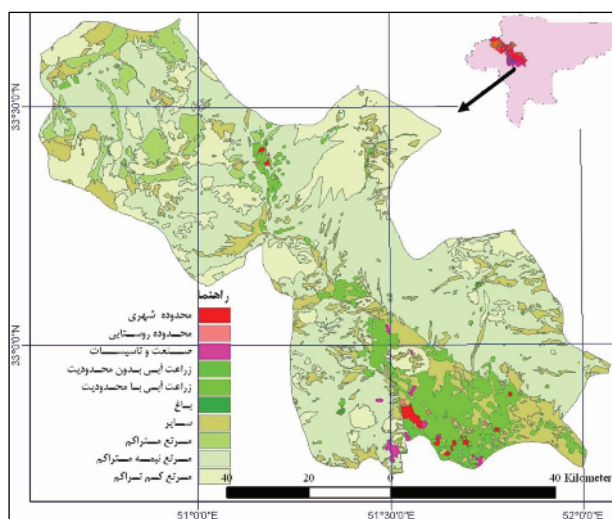 33°30'0"N
راهنما
محدوده شهری
محدوده روستایی
صنعت و تاسیسات
زراعت آبی بدون محدودیت
زراعت آبی با محدودیت
باغ
سایر
مرتع متراکم
مرتع نیمه متراکم
مرتع کم تراکم
33°0'0"N
40 20 0 40 Kilometer
51°0'0"E 51°30'0"E 52°0'0"E